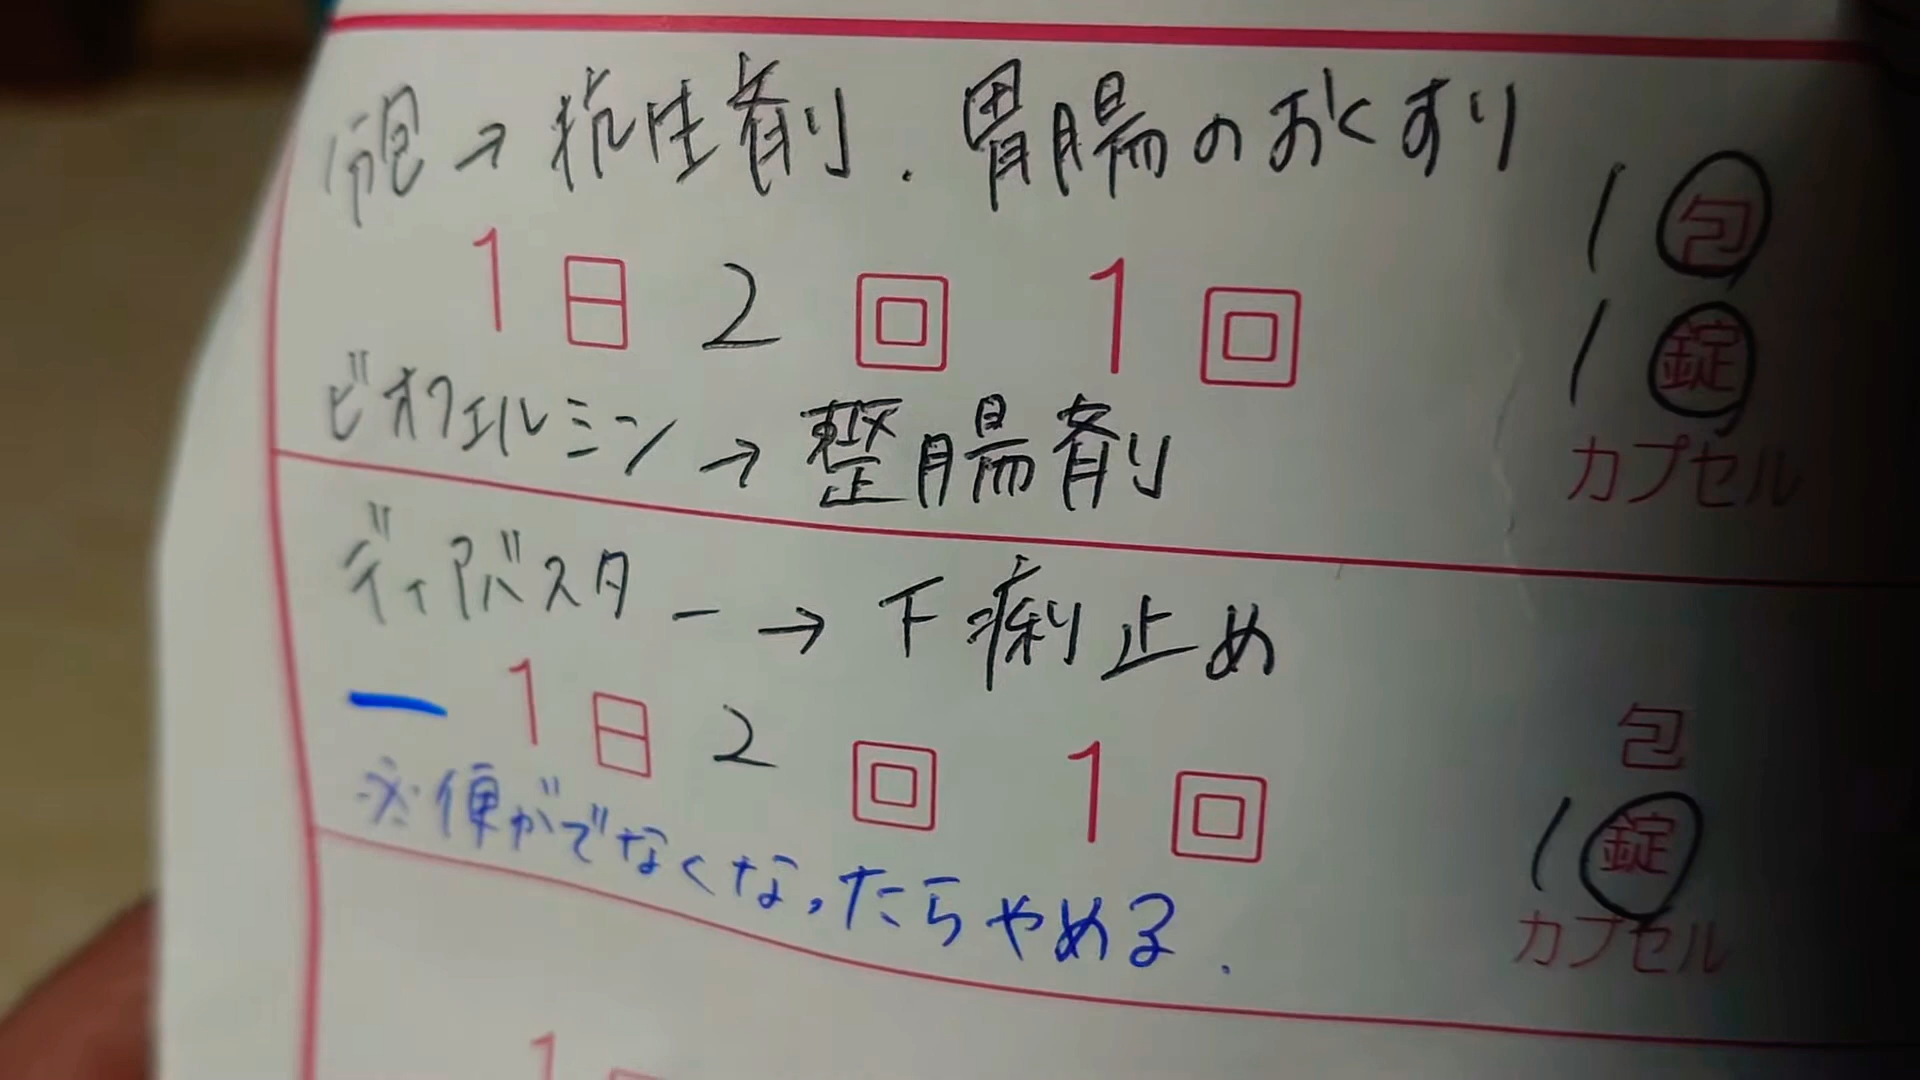 1包→抗生剤.胃腸のおくすり
1日2回 1回
1包
1錠
カプセル
ビオフェルミン→整腸剤
ディアバスター→下痢止め
1日2回 1回
包
1錠
カプセル
※便がでなくなったらやめる.
1